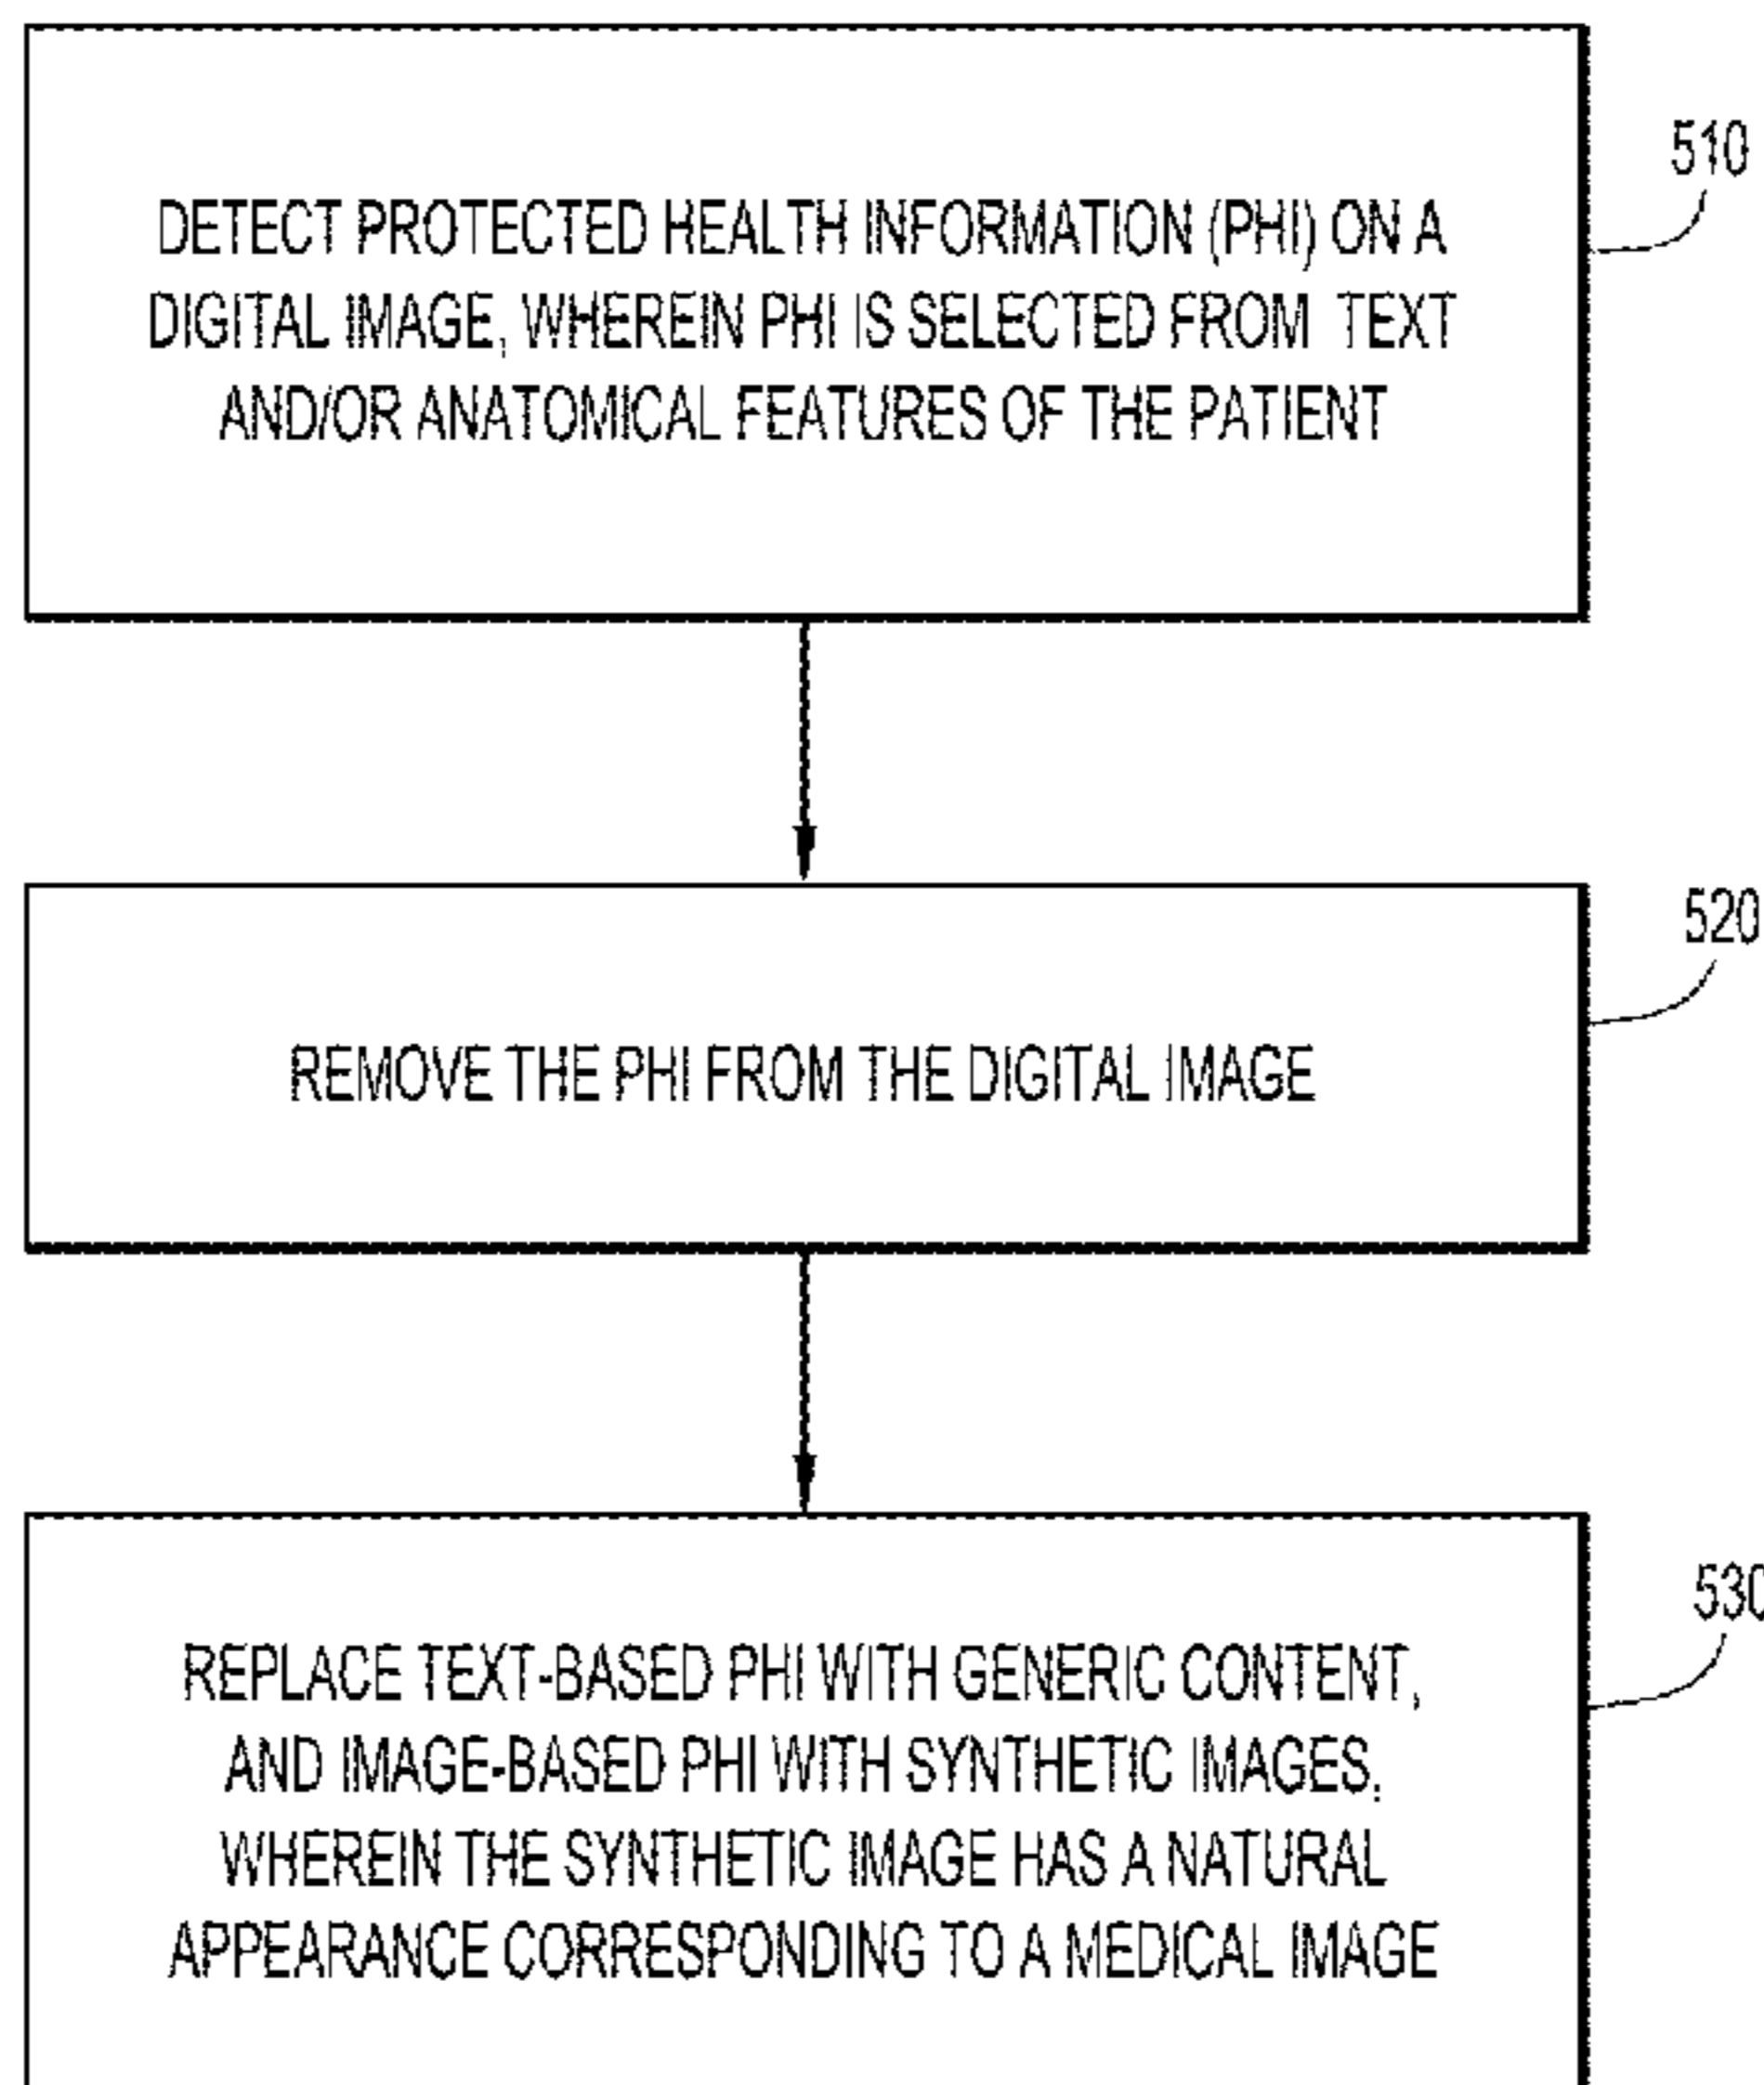 510
DETECT PROTECTED HEALTH INFORMATION (PHI) ON A
DIGITAL IMAGE, WHEREIN PHI IS SELECTED FROM TEXT
AND/OR ANATOMICAL FEATURES OF THE PATIENT
520
REMOVE THE PHI FROM THE DIGITAL IMAGE
530
REPLACE TEXT-BASED PHI WITH GENERIC CONTENT,
AND IMAGE-BASED PHI WITH SYNTHETIC IMAGES,
WHEREIN THE SYNTHETIC IMAGE HAS A NATURAL
APPEARANCE CORRESPONDING TO A MEDICAL IMAGE